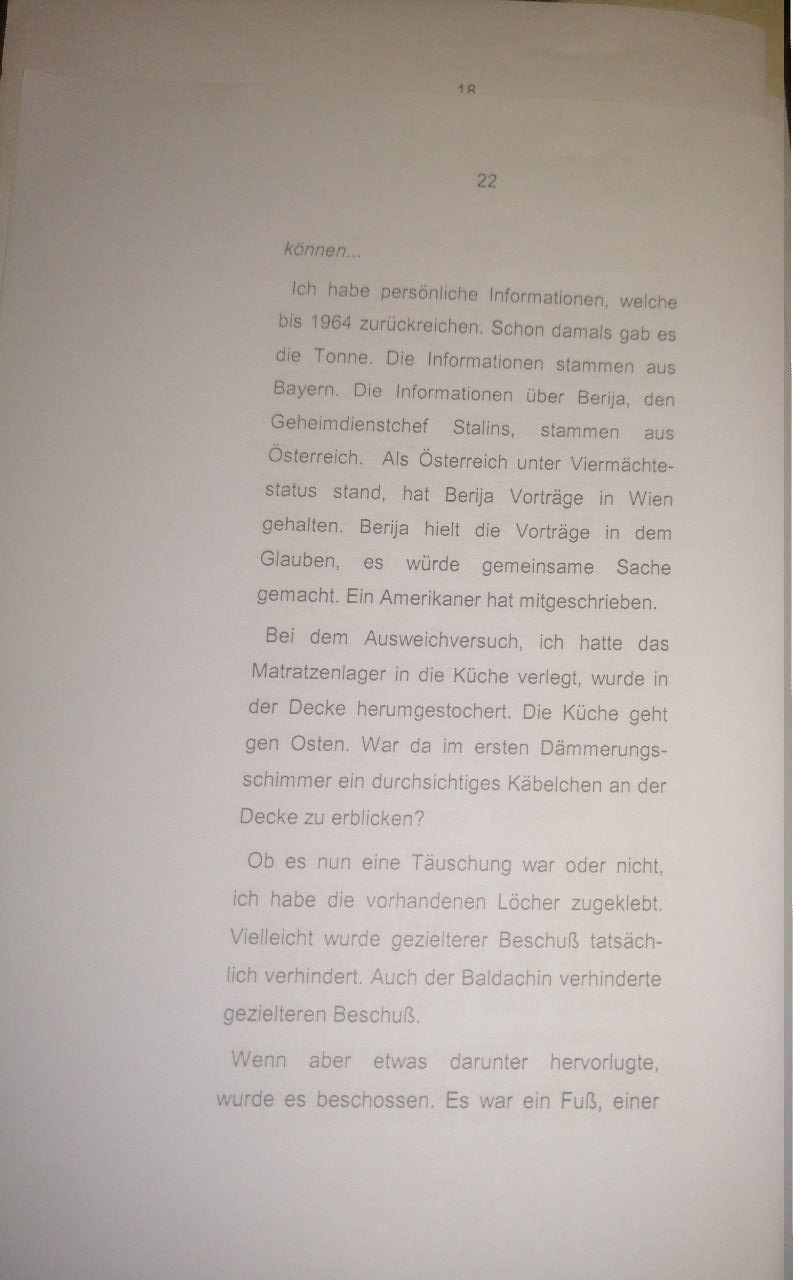 18
22
können...
Ich habe persönliche Informationen, welche
bis 1964 zurückreichen. Schon damals gab es
die Tonne. Die Informationen stammen aus
Bayern. Die Informationen über Berija, den
Geheimdienstchef Stalins, stammen aus
Österreich. Als Österreich unter Viermächte-
status stand, hat Berija Vorträge in Wien
gehalten. Berija hielt die Vorträge in dem
Glauben, es würde gemeinsame Sache
gemacht. Ein Amerikaner hat mitgeschrieben.
Bei dem Ausweichversuch, ich hatte das
Matratzenlager in die Küche verlegt, wurde in
der Decke herumgestochert. Die Küche geht
gen Osten. War da im ersten Dämmerungs-
schimmer ein durchsichtiges Käbelchen an der
Decke zu erblicken?
Ob es nun eine Täuschung war oder nicht,
ich habe die vorhandenen Löcher zugeklebt.
Vielleicht wurde gezielterer Beschuß tatsäch-
lich verhindert. Auch der Baldachin verhinderte
gezielteren Beschuß.
Wenn aber etwas darunter hervorlugte,
wurde es beschossen. Es war ein Fuß, einer